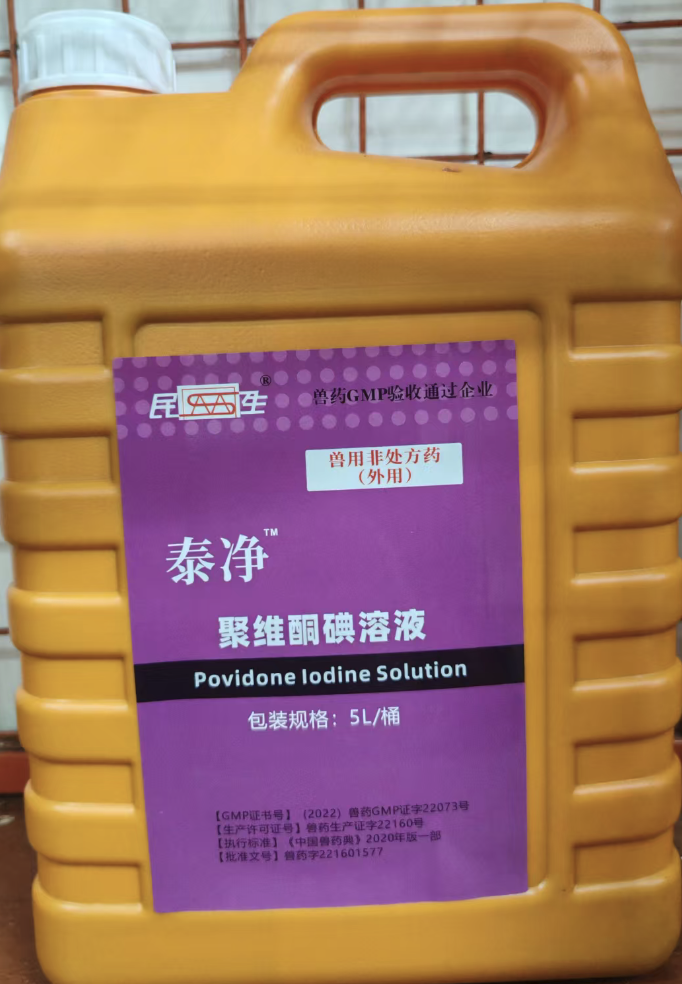 民生®
兽药GMP验收通过企业
兽用非处方药
（外用）
泰净™
聚维酮碘溶液
Povidone Iodine Solution
包装规格：5L/桶
【GMP证书号】（2022）兽药GMP证字22073号
【生产许可证号】兽药生产证字22160号
【执行标准】《中国兽药典》2020年版一部
【批准文号】兽药字221601577